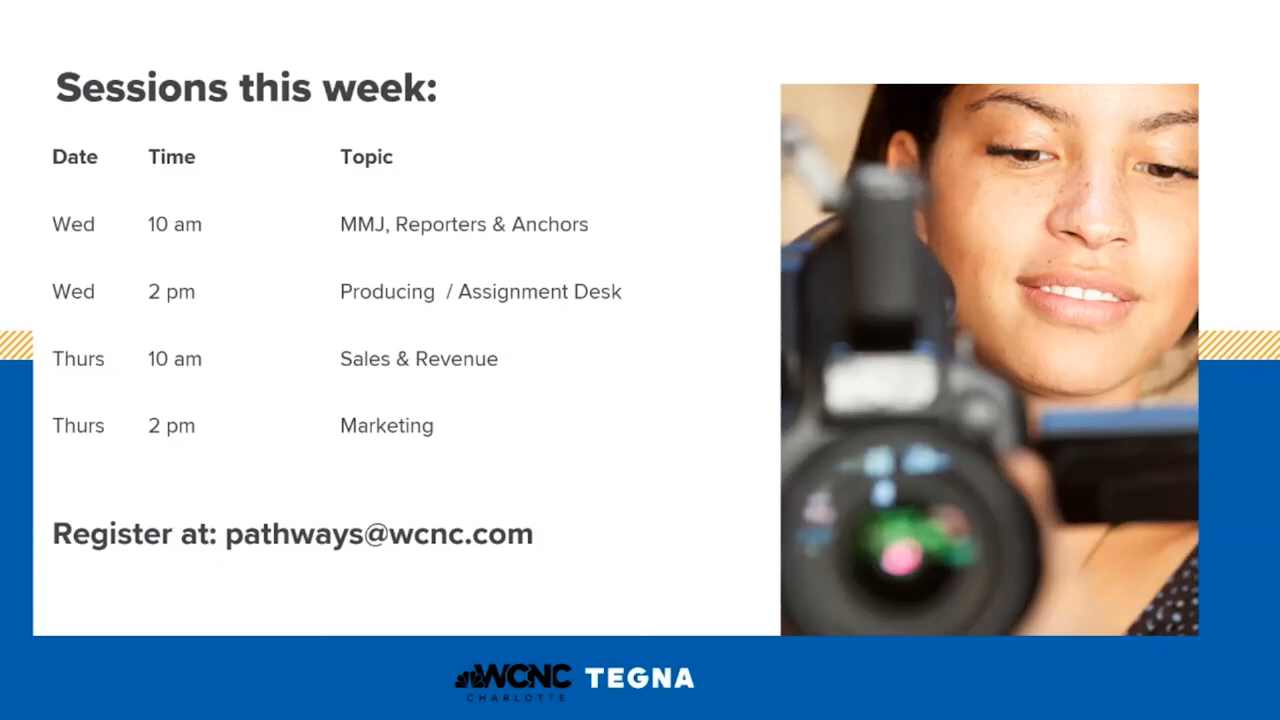 Sessions this week:
Date Time Topic
Wed 10 am MMJ, Reporters & Anchors
Wed 2 pm Producing / Assignment Desk
Thurs 10 am Sales & Revenue
Thurs 2 pm Marketing
Register at: pathways@wcnc.com
WCNC TEGNA
CHARLOTTE